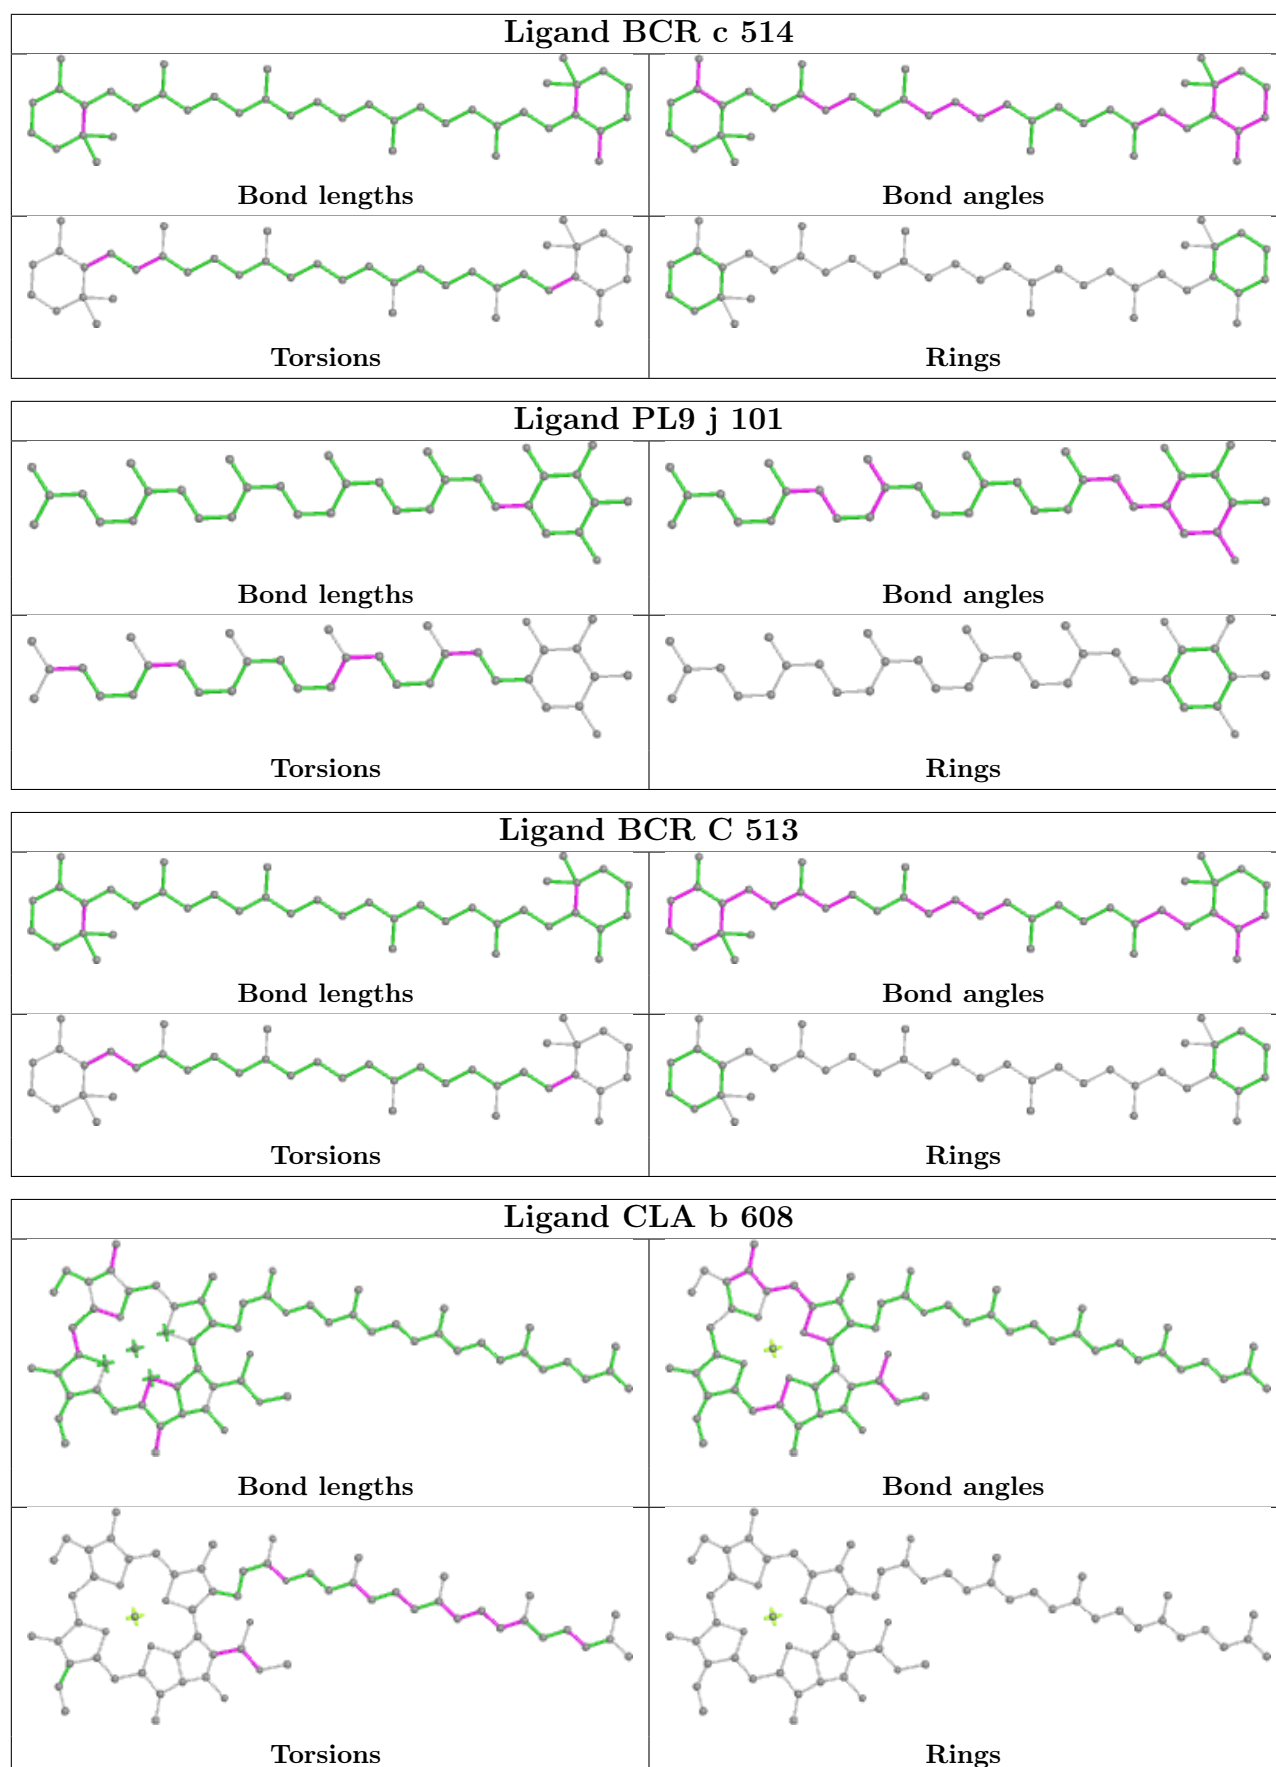 Ligand BCR c 514
Bond lengths
Bond angles
Torsions
Rings
Ligand PL9 j 101
Bond lengths
Bond angles
Torsions
Rings
Ligand BCR C 513
Bond lengths
Bond angles
Torsions
Rings
Ligand CLA b 608
Bond lengths
Bond angles
Torsions
Rings